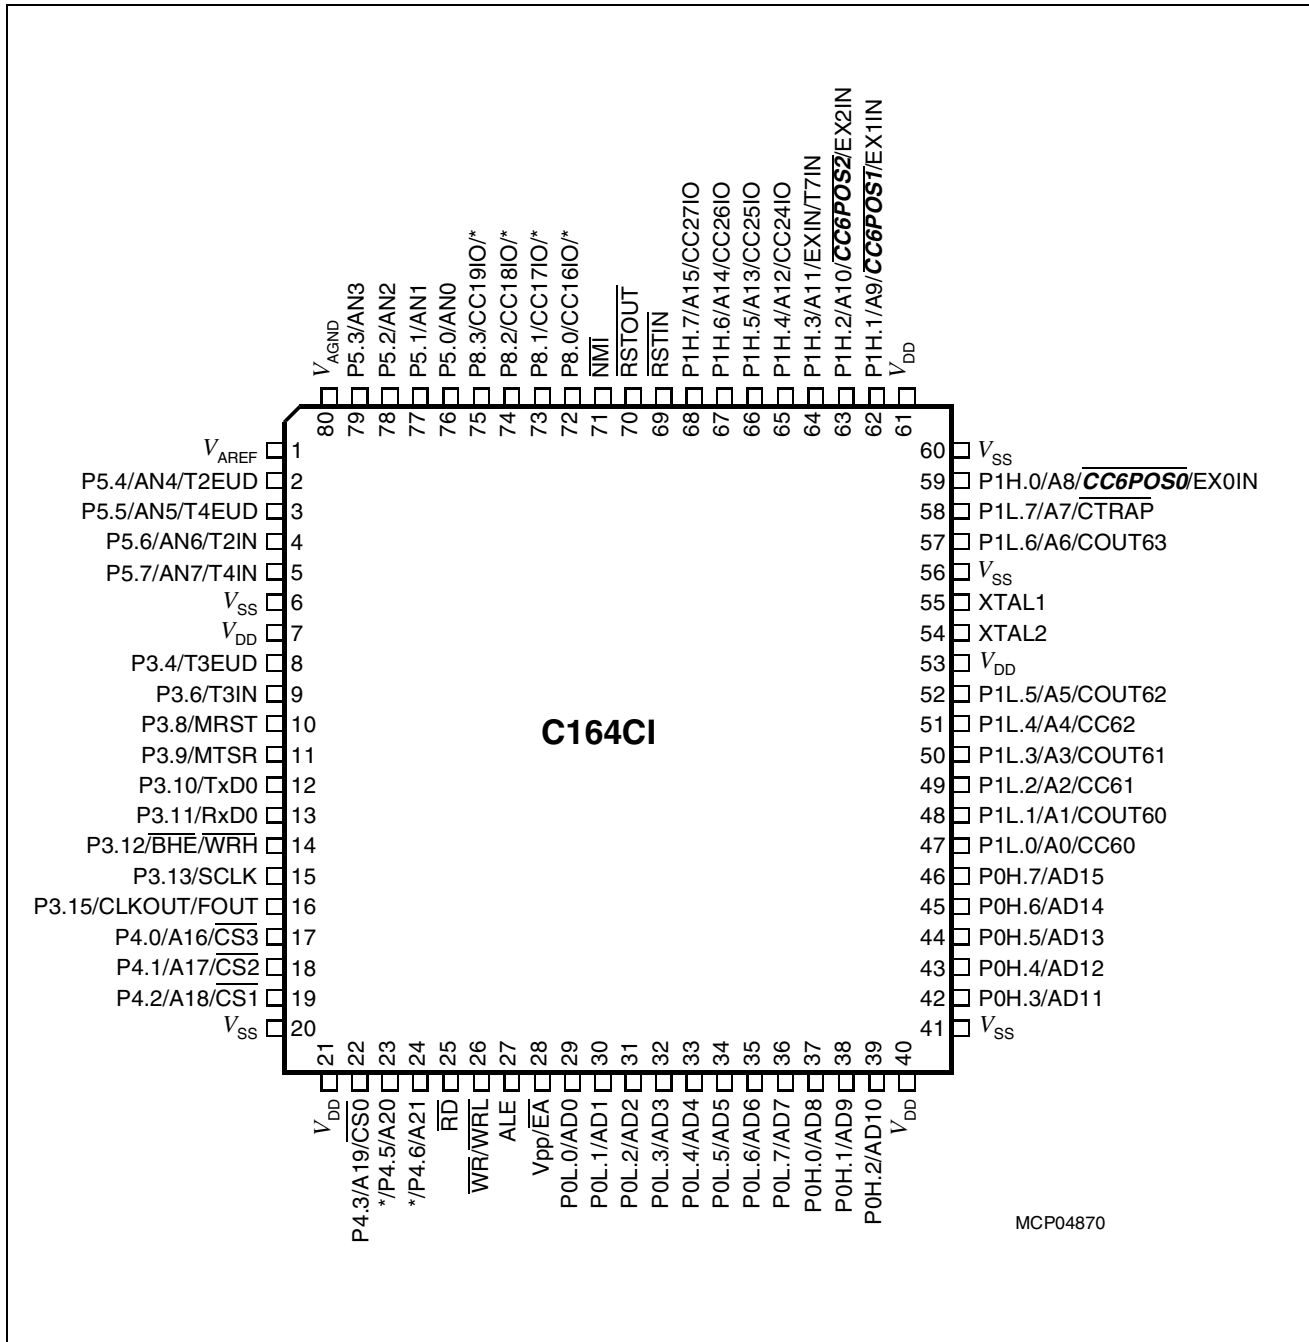 V_AGND
P5.3/AN3
P5.2/AN2
P5.1/AN1
P5.0/AN0
P8.3/CC19IO/*
P8.2/CC18IO/*
P8.1/CC17IO/*
P8.0/CC16IO/*
NMI
RSTOUT
RSTIN
P1H.7/A15/CC27IO
P1H.6/A14/CC26IO
P1H.5/A13/CC25IO
P1H.4/A12/CC24IO
P1H.3/A11/EXIN/T7IN
P1H.2/A10/CC6POS2/EX2IN
P1H.1/A9/CC6POS1/EX1IN
V_DD
80
79
78
77
76
75
74
73
72
71
70
69
68
67
66
65
64
63
62
61
V_AREF 1
P5.4/AN4/T2EUD 2
P5.5/AN5/T4EUD 3
P5.6/AN6/T2IN 4
P5.7/AN7/T4IN 5
V_SS 6
V_DD 7
P3.4/T3EUD 8
P3.6/T3IN 9
P3.8/MRST 10
P3.9/MTSR 11
P3.10/TxD0 12
P3.11/RxD0 13
P3.12/BHE/WRH 14
P3.13/SCLK 15
P3.15/CLKOUT/FOUT 16
P4.0/A16/CS3 17
P4.1/A17/CS2 18
P4.2/A18/CS1 19
V_SS 20
C164CI
60 V_SS
59 P1H.0/A8/CC6POS0/EX0IN
58 P1L.7/A7/CTRAP
57 P1L.6/A6/COUT63
56 V_SS
55 XTAL1
54 XTAL2
53 V_DD
52 P1L.5/A5/COUT62
51 P1L.4/A4/CC62
50 P1L.3/A3/COUT61
49 P1L.2/A2/CC61
48 P1L.1/A1/COUT60
47 P1L.0/A0/CC60
46 P0H.7/AD15
45 P0H.6/AD14
44 P0H.5/AD13
43 P0H.4/AD12
42 P0H.3/AD11
41 V_SS
21
22
23
24
25
26
27
28
29
30
31
32
33
34
35
36
37
38
39
40
V_DD
P4.3/A19/CS0
*/P4.5/A20
*/P4.6/A21
RD
WR/WRL
ALE
Vpp/EA
P0L.0/AD0
P0L.1/AD1
P0L.2/AD2
P0L.3/AD3
P0L.4/AD4
P0L.5/AD5
P0L.6/AD6
P0L.7/AD7
P0H.0/AD8
P0H.1/AD9
P0H.2/AD10
V_DD
MCP04870